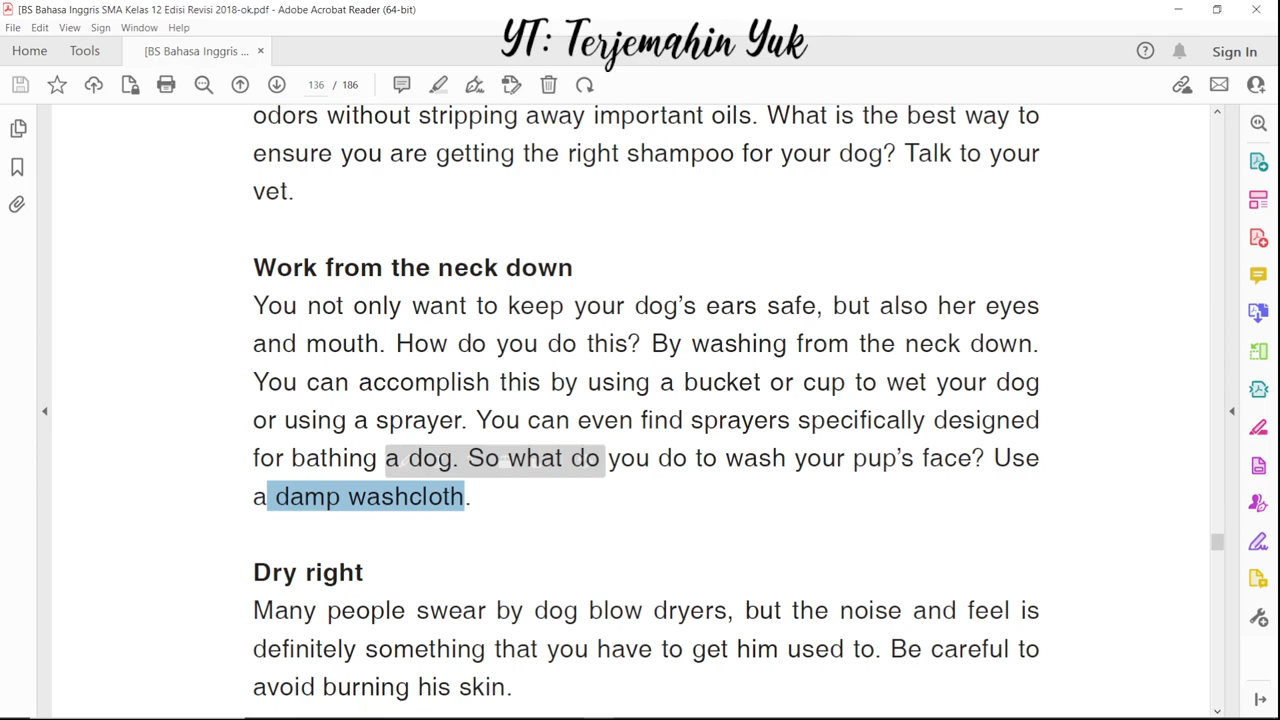 [BS Bahasa Inggris SMA Kelas 12 Edisi Revisi 2018-ok.pdf - Adobe Acrobat Reader (64-bit)
YT: Terjemahin Yuk
File Edit View Sign Window Help
Home Tools [BS Bahasa Inggris ... × Sign In
136 / 186
odors without stripping away important oils. What is the best way to
ensure you are getting the right shampoo for your dog? Talk to your
vet.
Work from the neck down
You not only want to keep your dog's ears safe, but also her eyes
and mouth. How do you do this? By washing from the neck down.
You can accomplish this by using a bucket or cup to wet your dog
or using a sprayer. You can even find sprayers specifically designed
for bathing a dog. So what do you do to wash your pup's face? Use
a damp washcloth.
Dry right
Many people swear by dog blow dryers, but the noise and feel is
definitely something that you have to get him used to. Be careful to
avoid burning his skin.